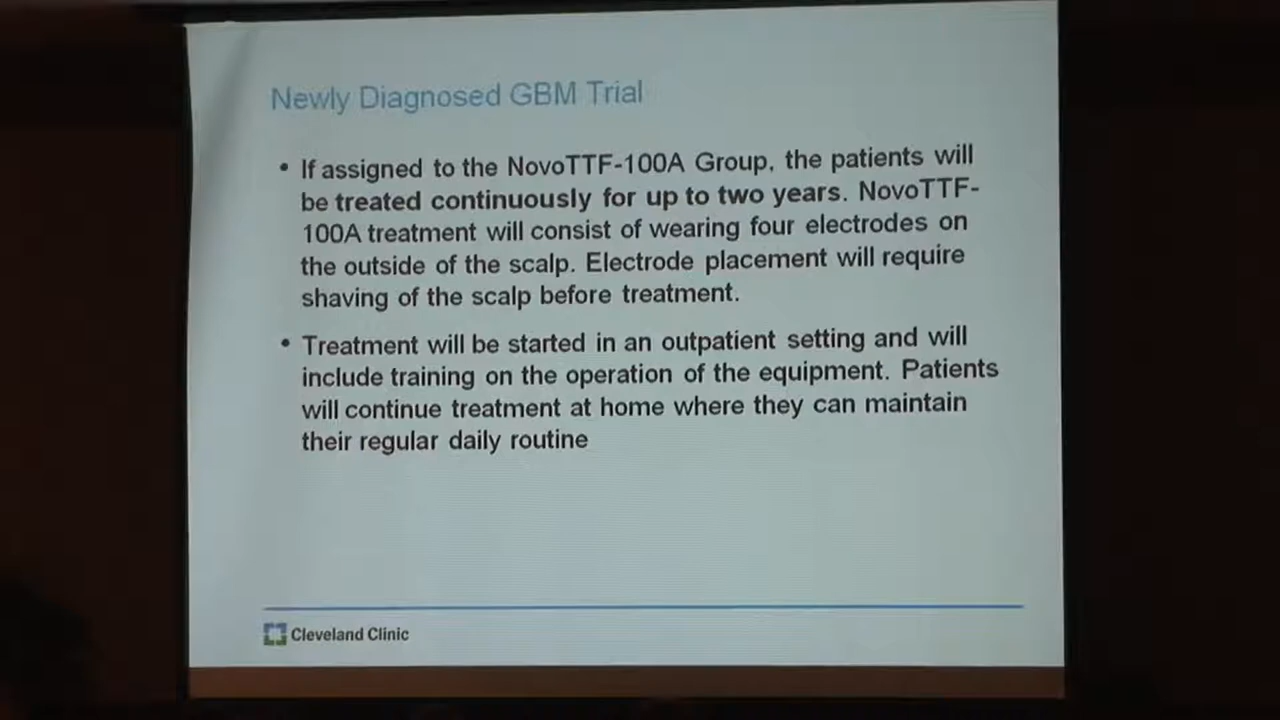 Newly Diagnosed GBM Trial
• If assigned to the NovoTTF-100A Group, the patients will
be treated continuously for up to two years. NovoTTF-
100A treatment will consist of wearing four electrodes on
the outside of the scalp. Electrode placement will require
shaving of the scalp before treatment.
• Treatment will be started in an outpatient setting and will
include training on the operation of the equipment. Patients
will continue treatment at home where they can maintain
their regular daily routine
Cleveland Clinic